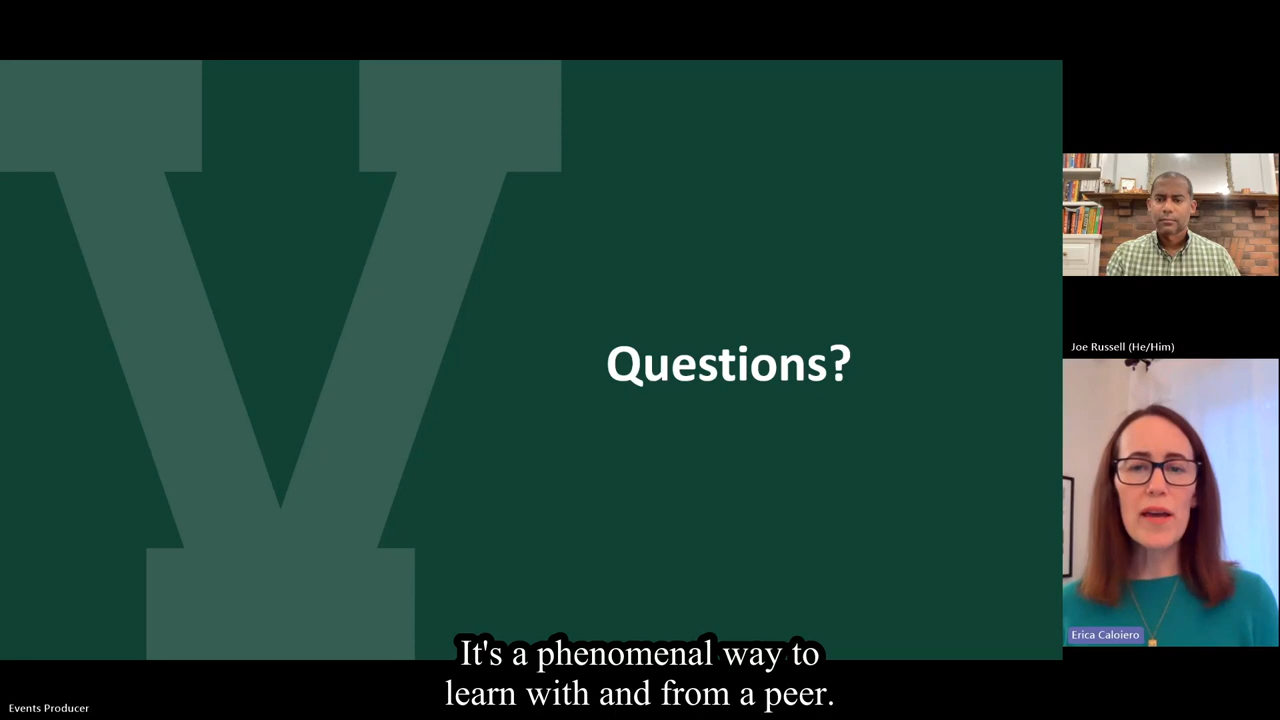 Questions?
Joe Russell (He/Him)
Erica Caloiero
It's a phenomenal way to
learn with and from a peer.
Events Producer